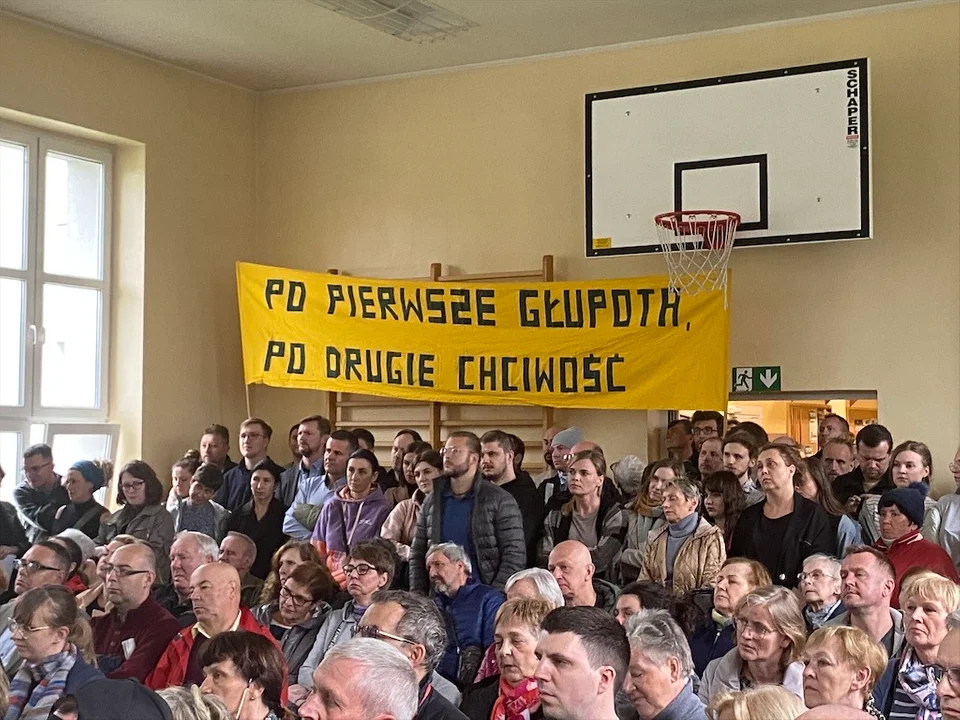 PO PIERWSZE GŁUPOTA,
PO DRUGIE CHCIWOŚĆ
SCHAPER